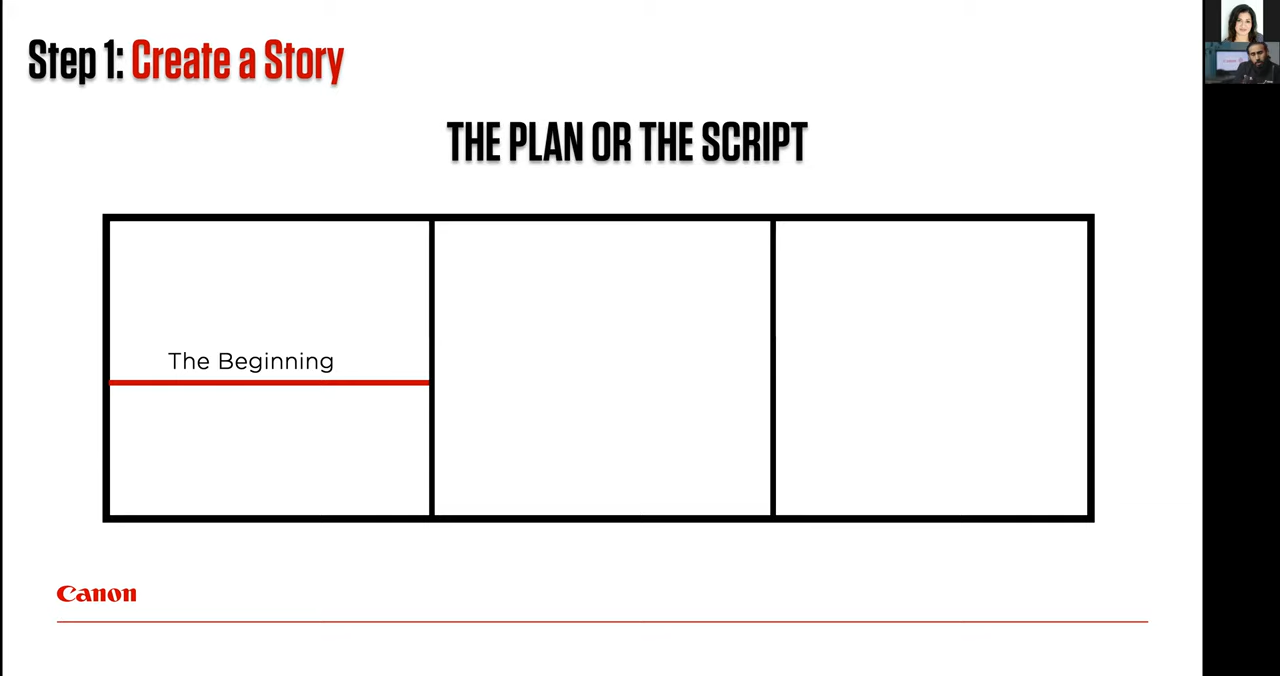 Step 1: Create a Story
THE PLAN OR THE SCRIPT
The Beginning
Canon